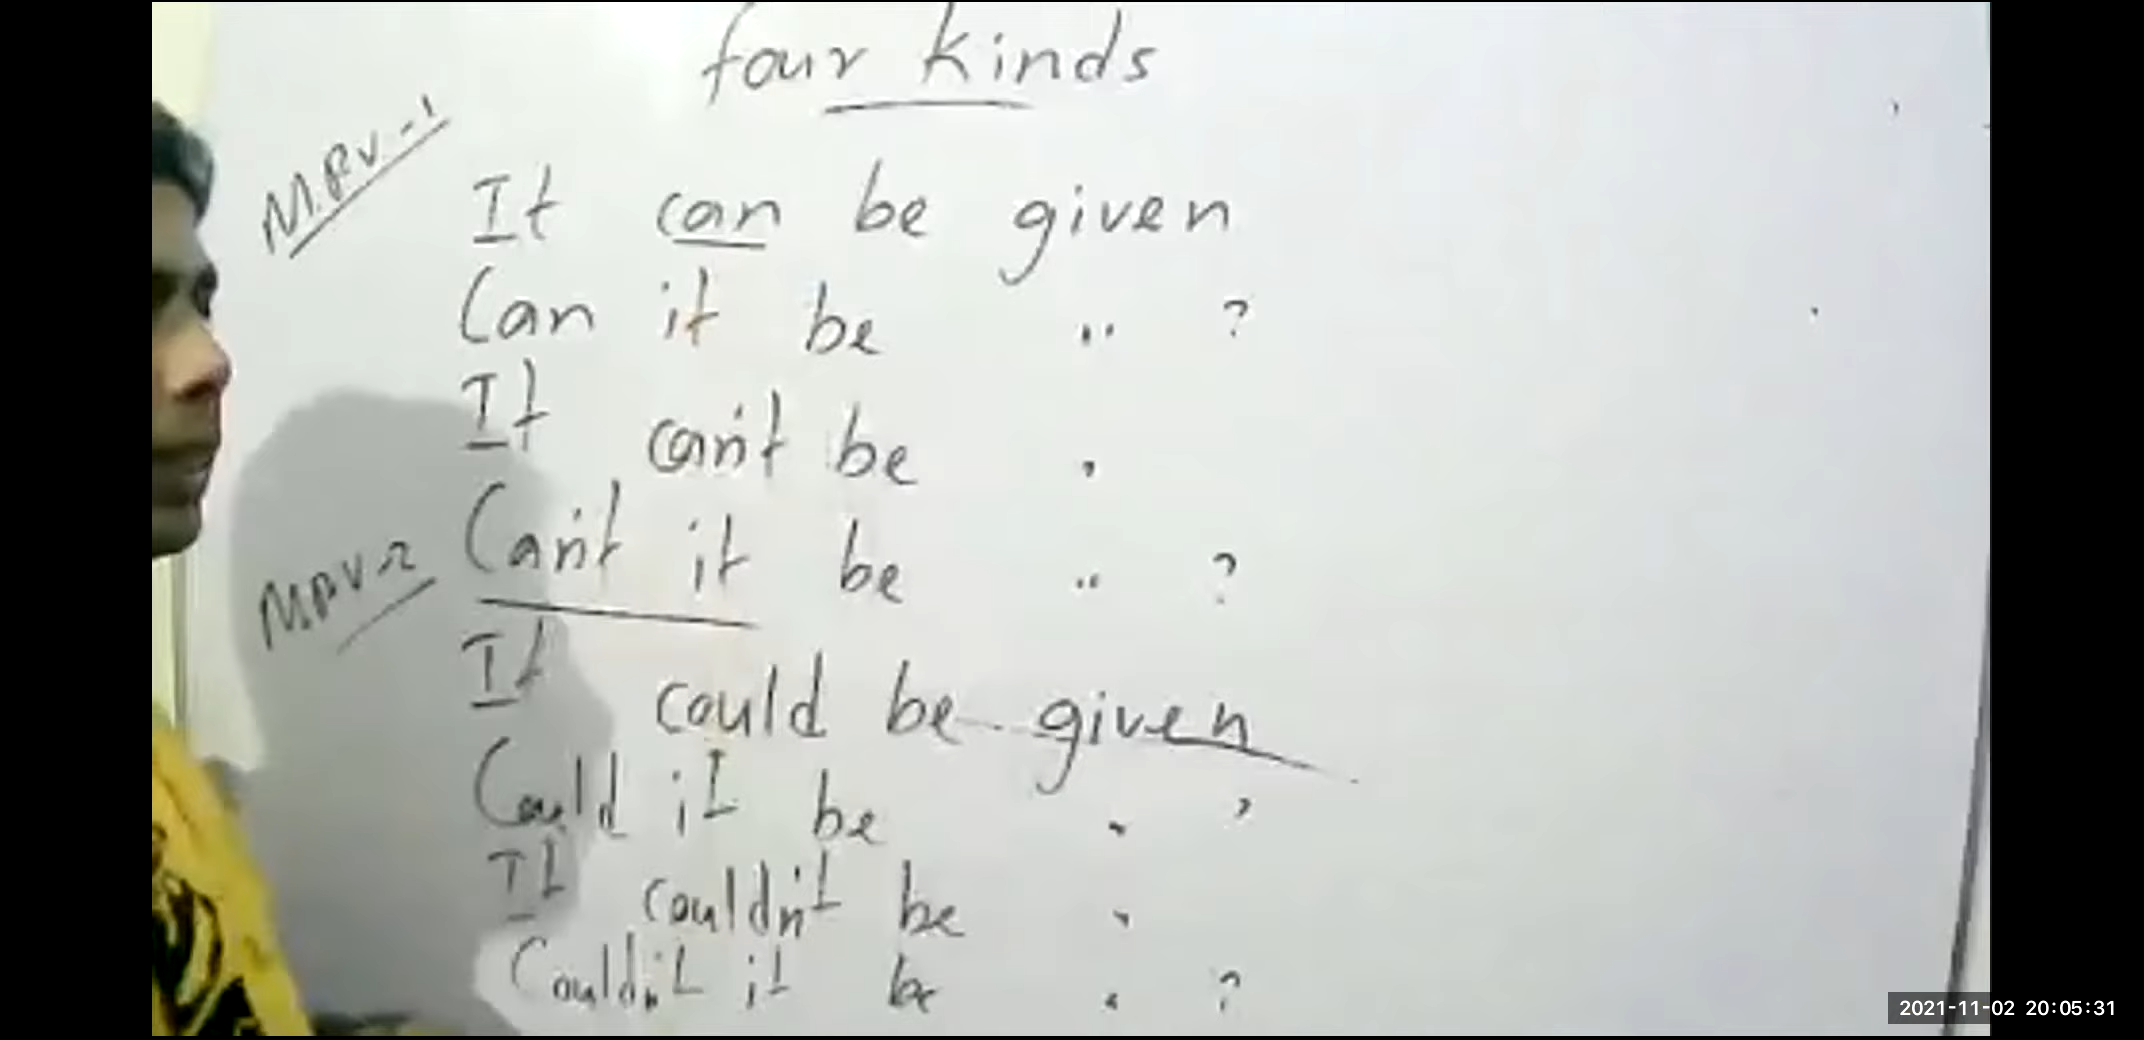 four kinds
M.P.V.-1
It can be given
Can it be " ?
It can't be "
Can't it be " ?
M.P.V-2
It could be given
Could it be " ?
It couldn't be "
Couldn't it be " ?
2021-11-02 20:05:31